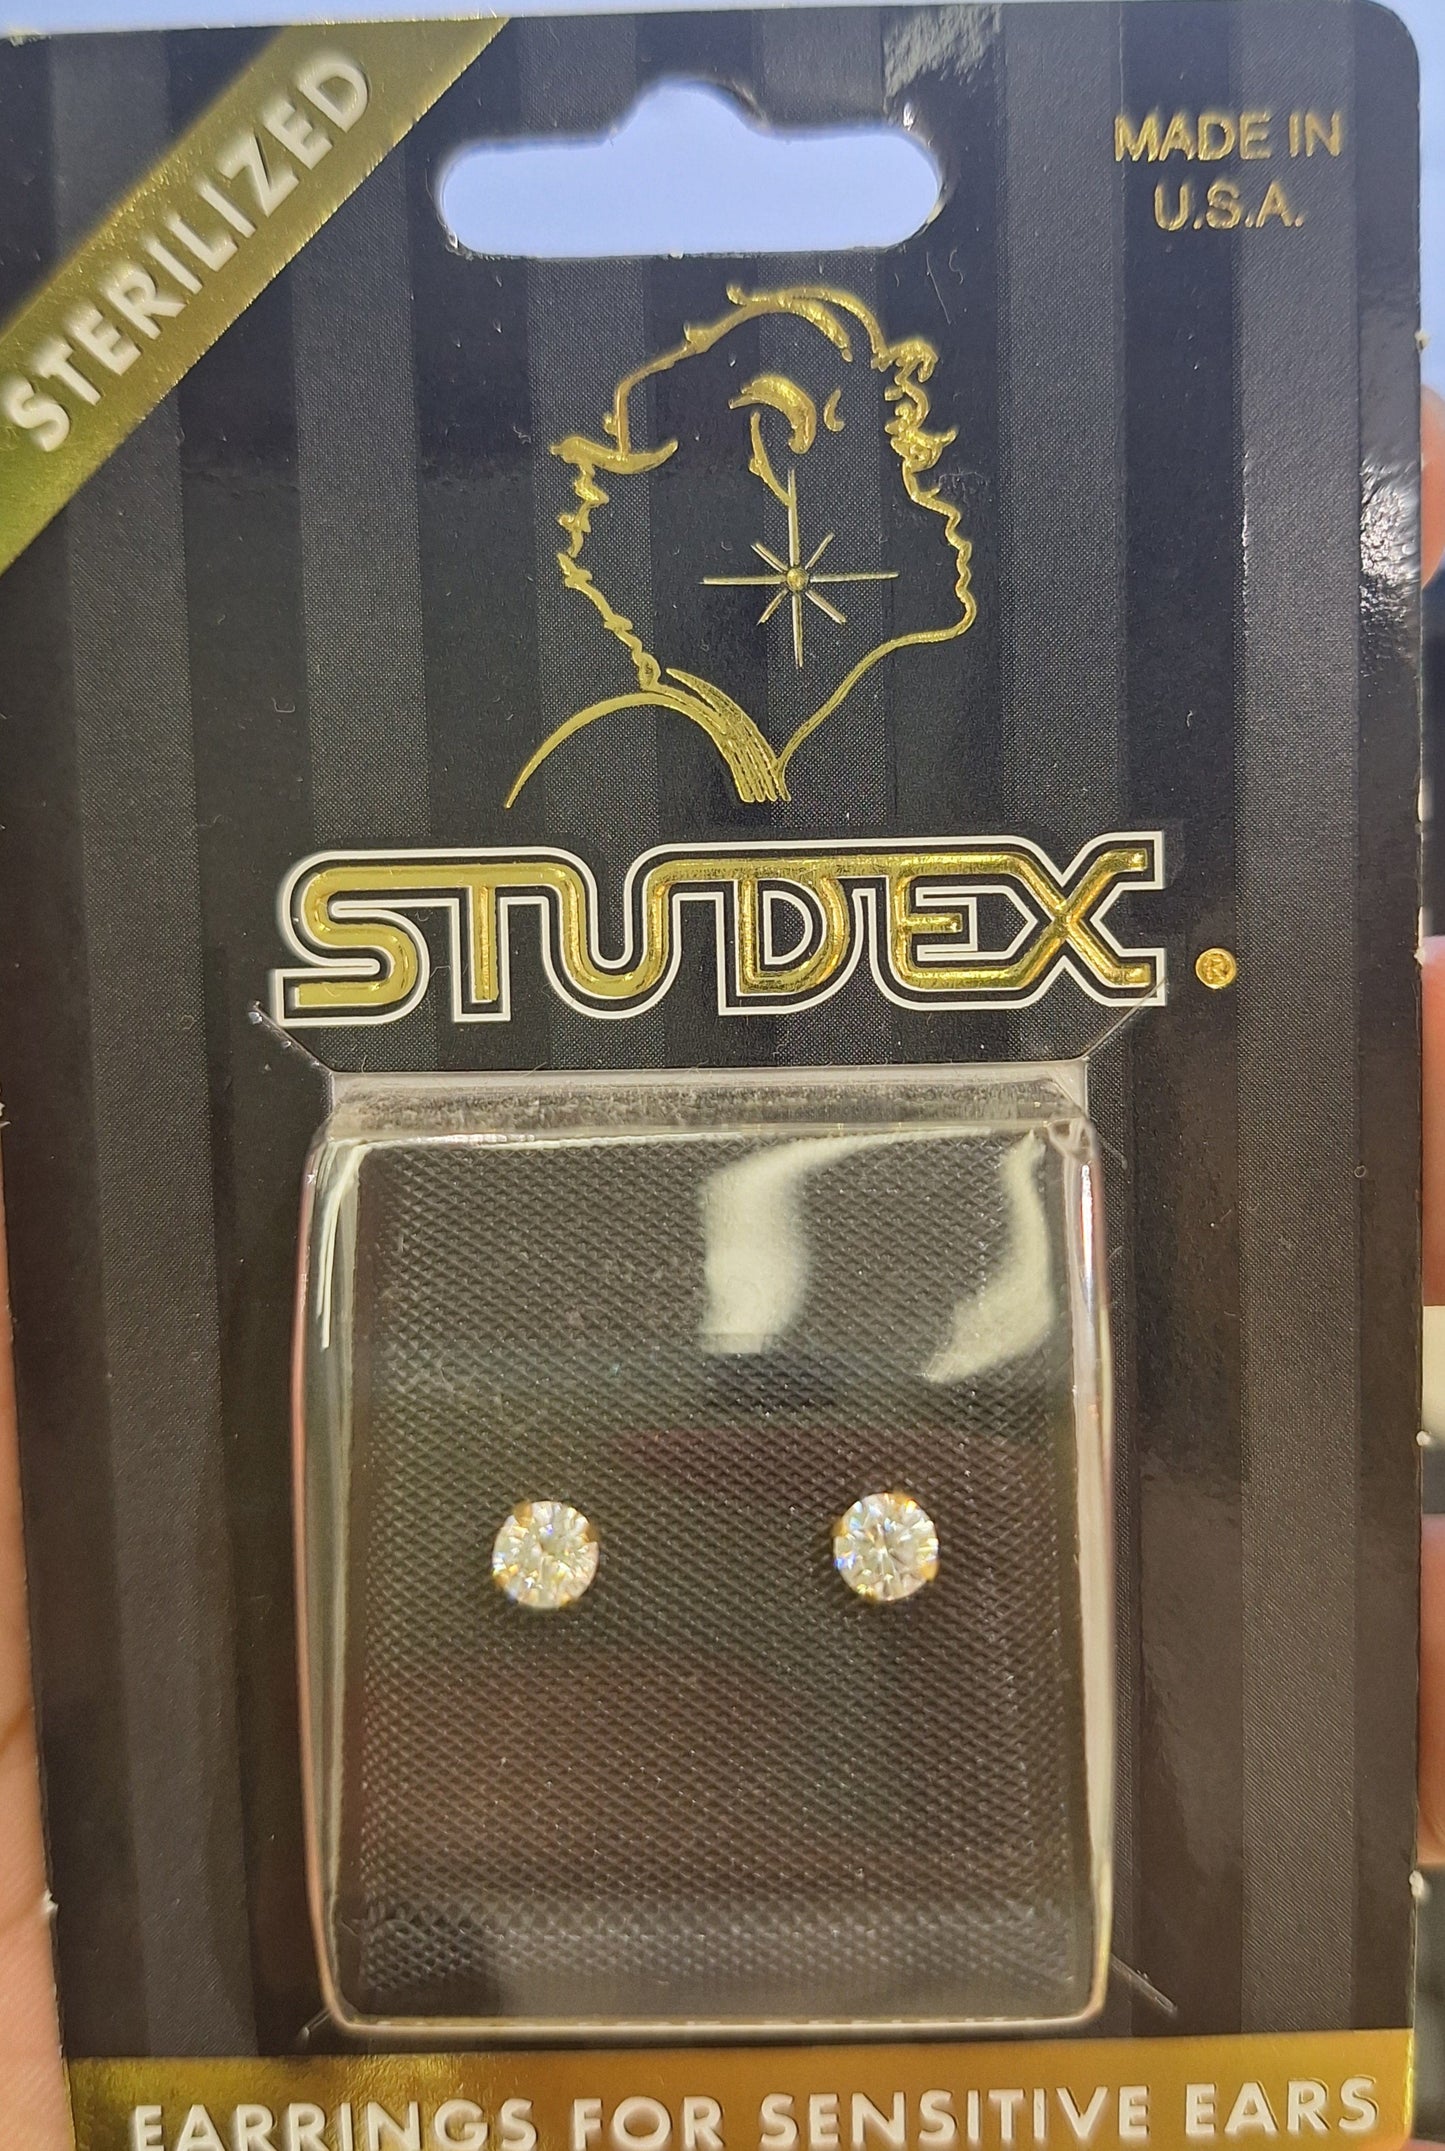 STERILIZED
MADE IN
U.S.A.
STUDEX®
EARRINGS FOR SENSITIVE EARS